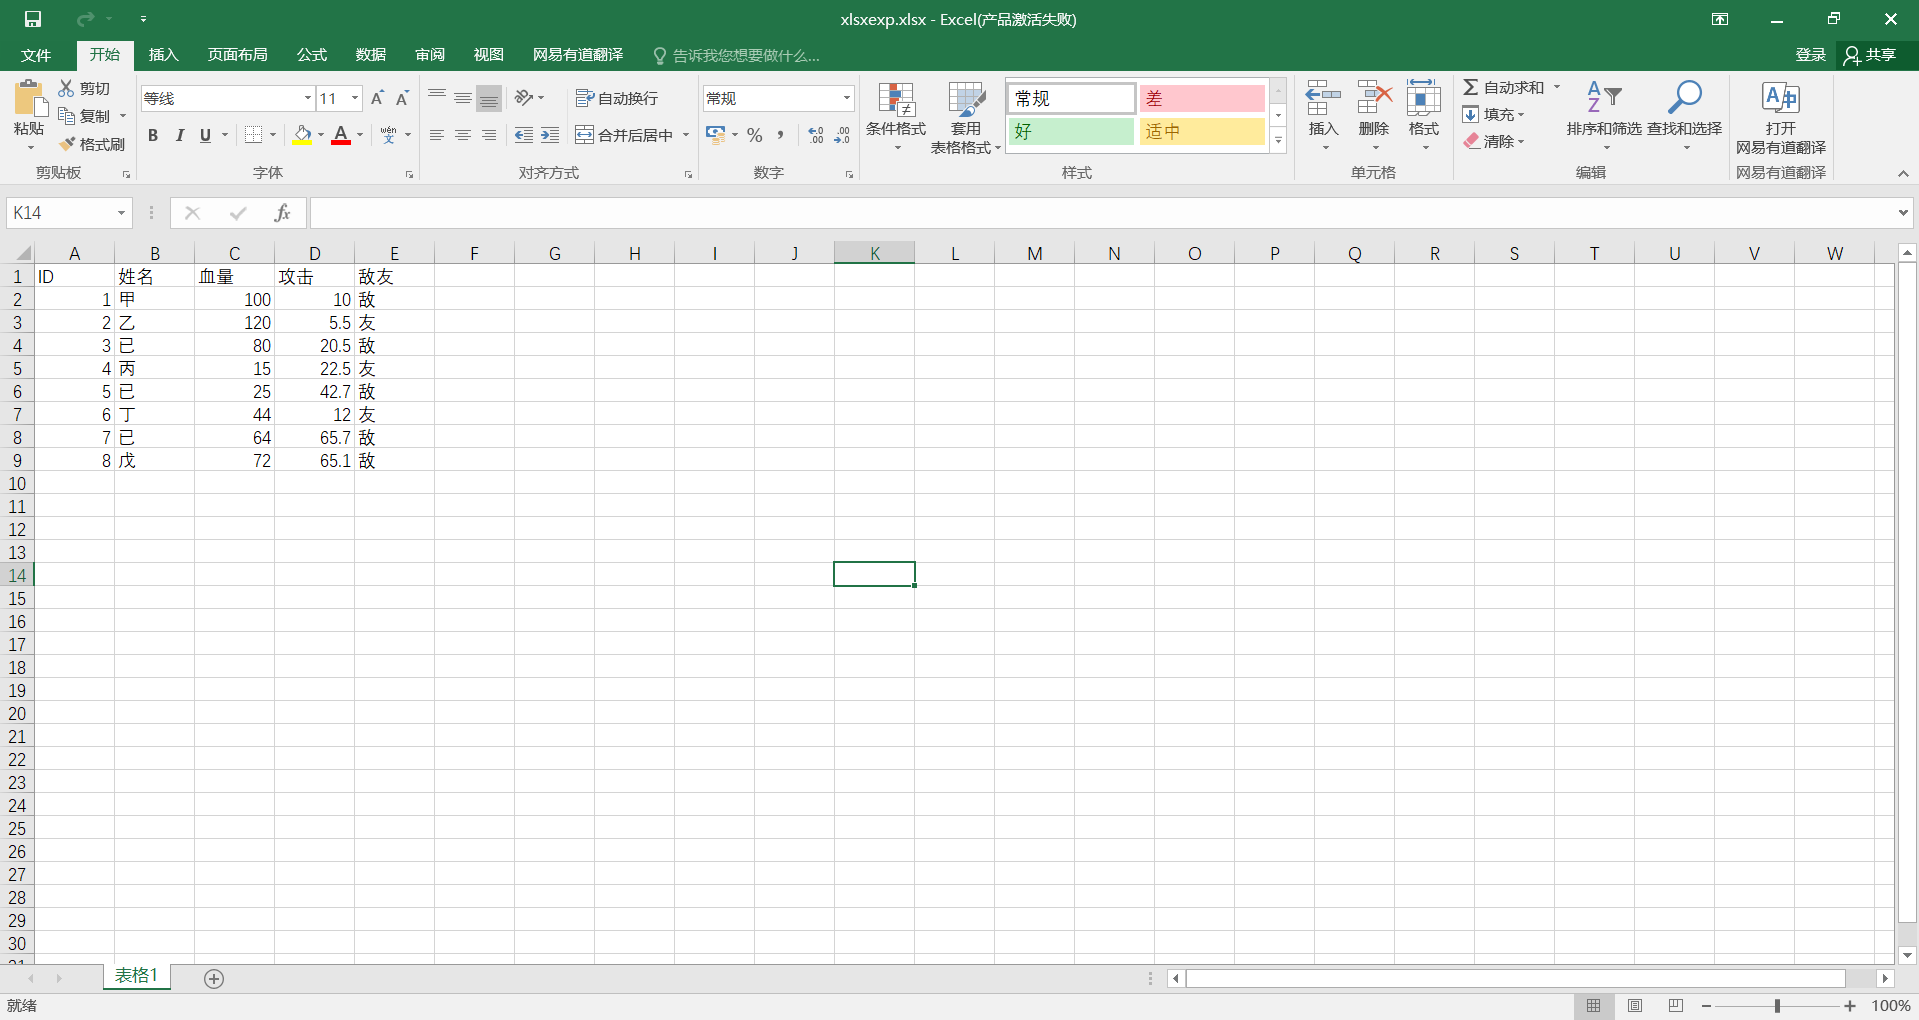 xlsxexp.xlsx - Excel(产品激活失败)
文件 开始 插入 页面布局 公式 数据 审阅 视图 网易有道翻译 告诉我您想要做什么... 登录 共享
粘贴 剪切 复制 格式刷 剪贴板
等线 11 A A B I U A wén 文 字体
自动换行 合并后居中 对齐方式
常规 % , .0 .00 .00 .0 数字
条件格式 套用 表格格式 常规 差 好 适中 样式
插入 删除 格式 单元格
Σ 自动求和 填充 清除 A Z 排序和筛选 查找和选择 编辑
打开 网易有道翻译 网易有道翻译
K14 fx
A B C D E F G H I J K L M N O P Q R S T U V W
1 ID 姓名 血量 攻击 敌友
2 1 甲 100 10 敌
3 2 乙 120 5.5 友
4 3 已 80 20.5 敌
5 4 丙 15 22.5 友
6 5 已 25 42.7 敌
7 6 丁 44 12 友
8 7 已 64 65.7 敌
9 8 戊 72 65.1 敌
10
11
12
13
14
15
16
17
18
19
20
21
22
23
24
25
26
27
28
29
30
31
表格1
就绪 100%